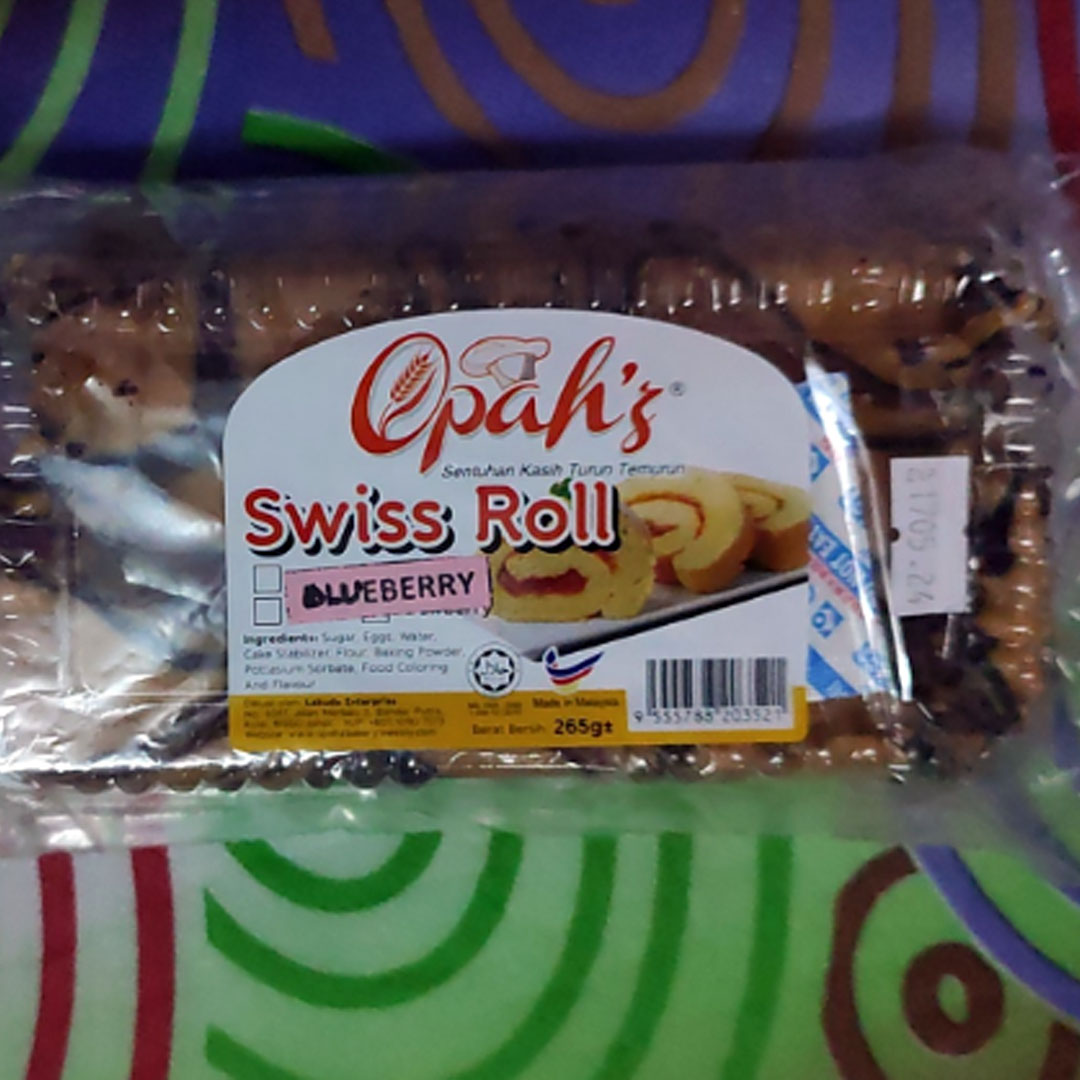 Opah's ®
Sentuhan Kasih Turun Temurun
Swiss Roll
BLUEBERRY
Ingredients: Sugar, Eggs, Water,
Cake Stabilizer, Flour, Baking Powder,
Potassium Sorbate, Food Coloring
And Flavour
Made in Malaysia
Berat Bersih 265g±
9 555788 203521